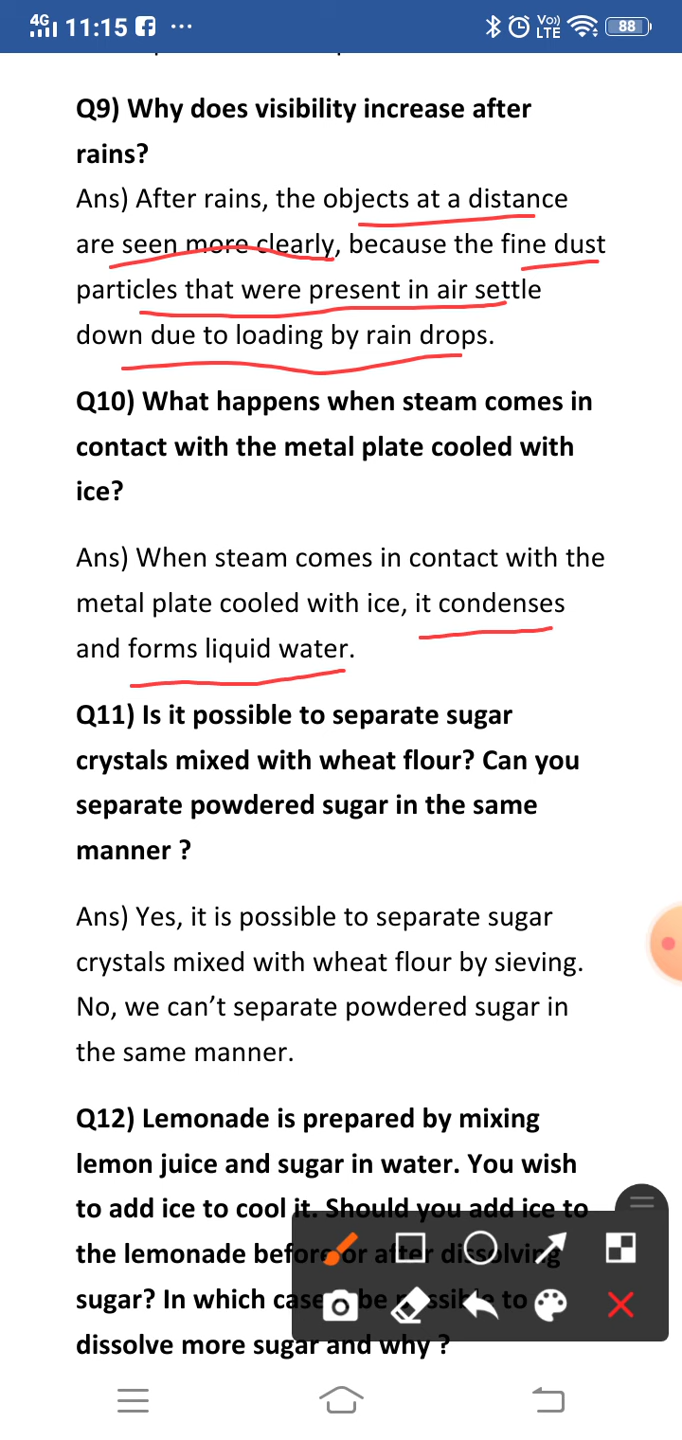 4G 11:15 ... Vo)) LTE 88
Q9) Why does visibility increase after
rains?
Ans) After rains, the objects at a distance
are seen more clearly, because the fine dust
particles that were present in air settle
down due to loading by rain drops.
Q10) What happens when steam comes in
contact with the metal plate cooled with
ice?
Ans) When steam comes in contact with the
metal plate cooled with ice, it condenses
and forms liquid water.
Q11) Is it possible to separate sugar
crystals mixed with wheat flour? Can you
separate powdered sugar in the same
manner ?
Ans) Yes, it is possible to separate sugar
crystals mixed with wheat flour by sieving.
No, we can’t separate powdered sugar in
the same manner.
Q12) Lemonade is prepared by mixing
lemon juice and sugar in water. You wish
to add ice to cool it. Should you add ice to
the lemonade before or after dissolving
sugar? In which case be possible to
dissolve more sugar and why ?